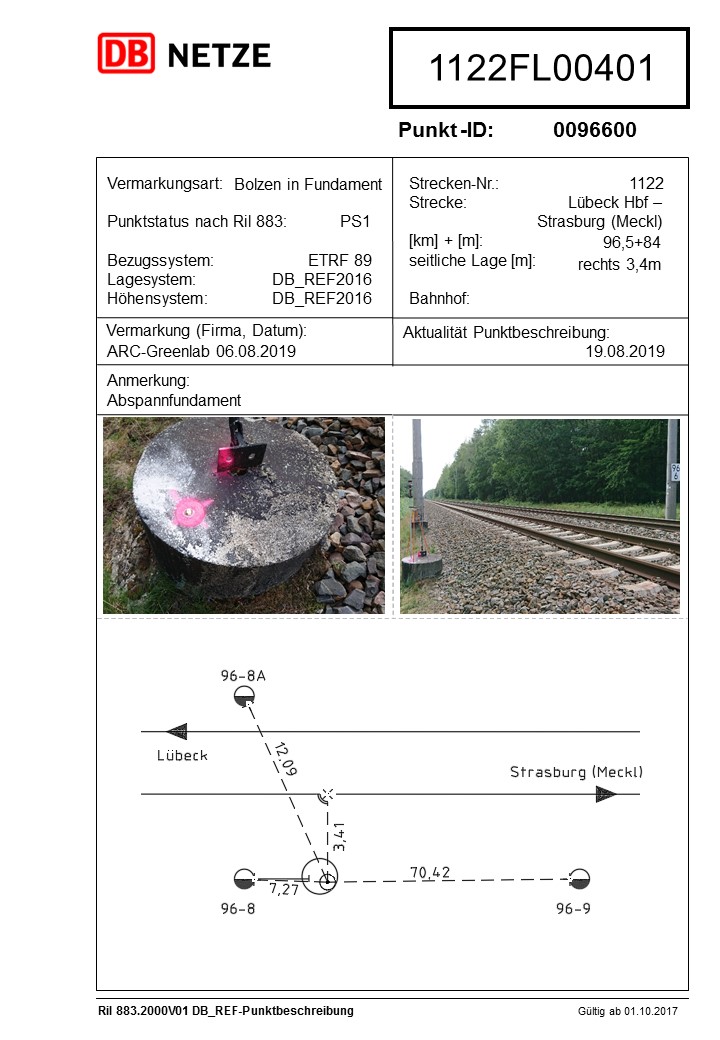 DB NETZE
1122FL00401
Punkt-ID: 0096600
Vermarkungsart: Bolzen in Fundament
Punktstatus nach Ril 883: PS1
Bezugssystem: ETRF 89
Lagesystem: DB_REF2016
Höhensystem: DB_REF2016
Strecken-Nr.: 1122
Strecke: Lübeck Hbf –
Strasburg (Meckl)
[km] + [m]: 96,5+84
seitliche Lage [m]: rechts 3,4m
Bahnhof:
Vermarkung (Firma, Datum):
ARC-Greenlab 06.08.2019
Aktualität Punktbeschreibung:
19.08.2019
Anmerkung:
Abspannfundament
96
6
96-8A
12,09
Lübeck
Strasburg (Meckl)
3,41
7,27
70,42
96-8
96-9
Ril 883.2000V01 DB_REF-Punktbeschreibung
Gültig ab 01.10.2017